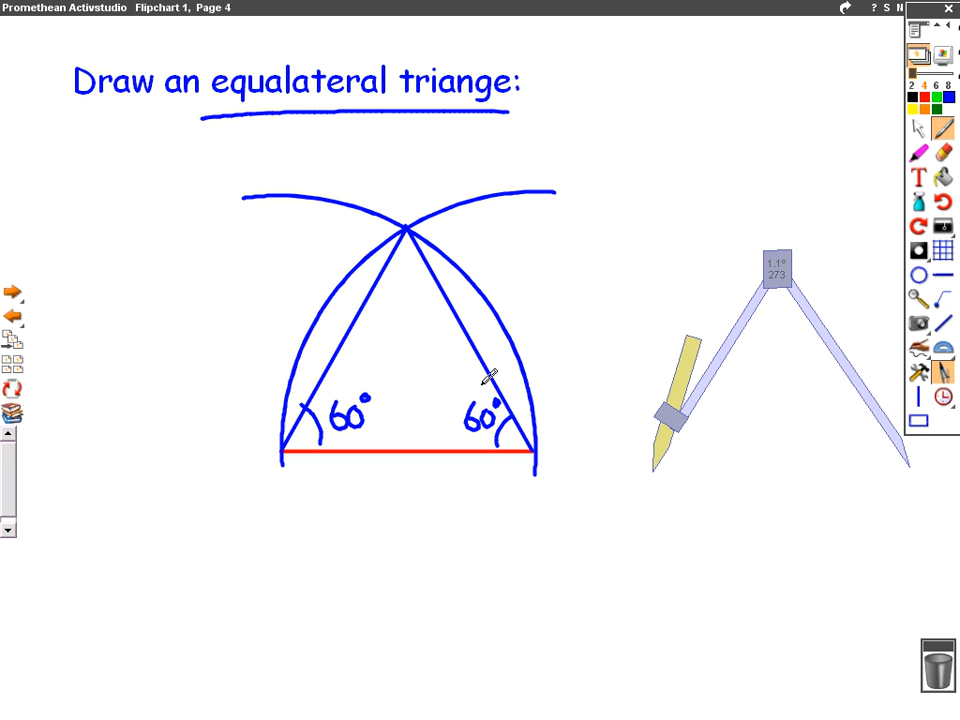 Promethean Activstudio Flipchart 1, Page 4
? S N
Draw an equalateral triange:
2 4 6 8
T
1.1°
273
60°
60°